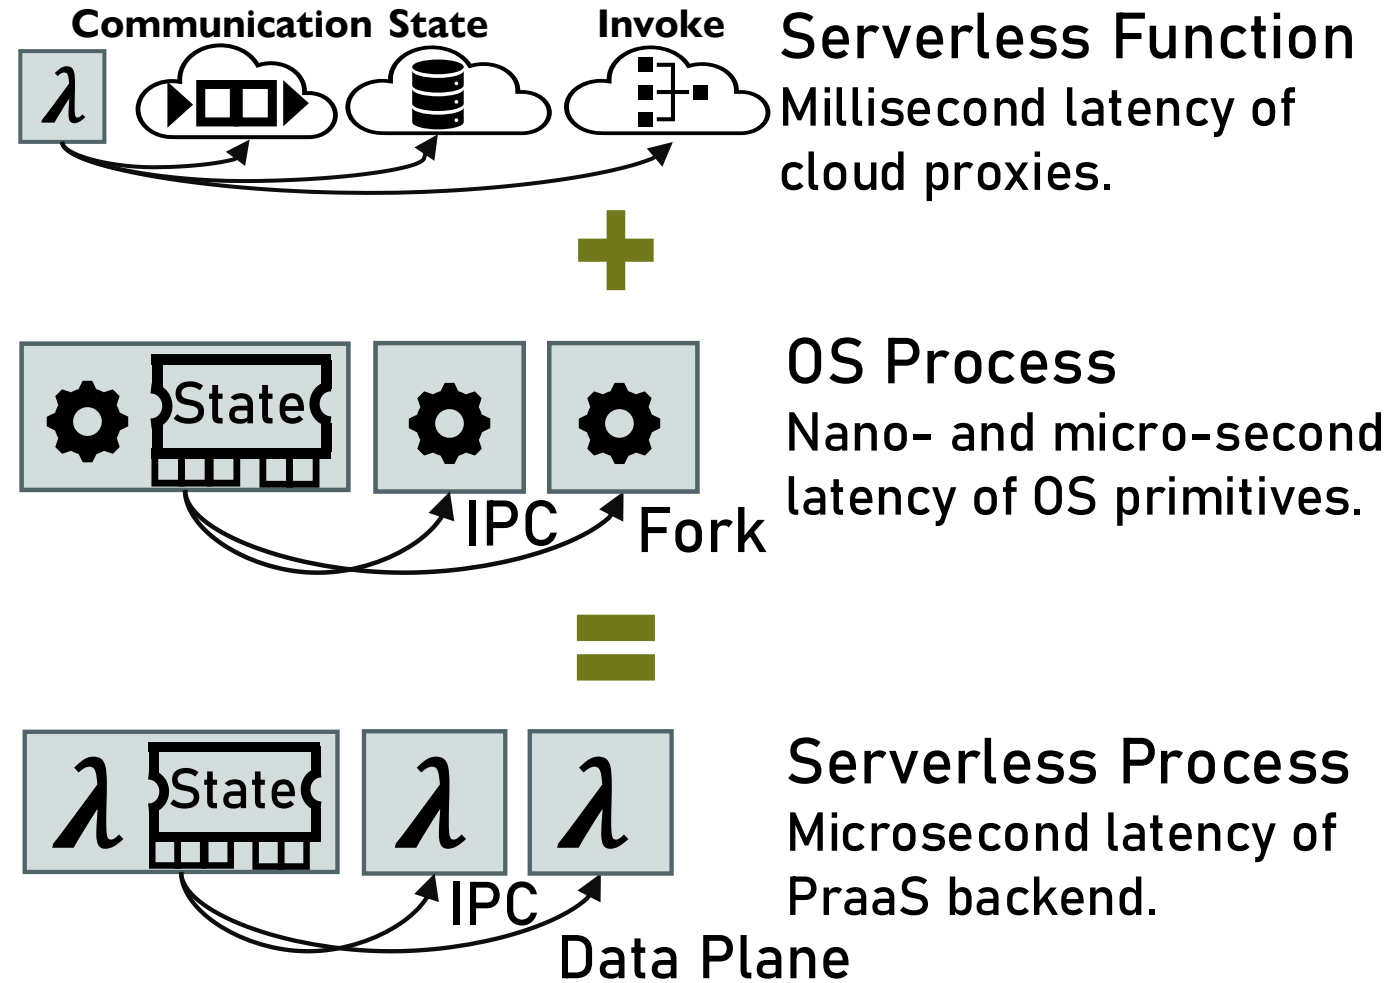 Communication State Invoke
Serverless Function
λ
Millisecond latency of
cloud proxies.
+
OS Process
State
Nano- and micro-second
latency of OS primitives.
IPC
Fork
=
Serverless Process
λ State λ λ
Microsecond latency of
PraaS backend.
IPC
Data Plane